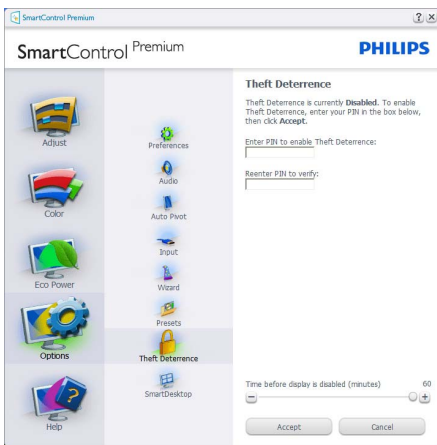 SmartControl Premium
SmartControl Premium
PHILIPS
Adjust
Color
Eco Power
Options
Help
Preferences
Audio
Auto Pivot
Input
Wizard
Presets
Theft Deterrence
SmartDesktop
Theft Deterrence
Theft Deterrence is currently Disabled. To enable
Theft Deterrence, enter your PIN in the box below,
then click Accept.
Enter PIN to enable Theft Deterrence:
Reenter PIN to verify:
Time before display is disabled (minutes) 60
Accept
Cancel